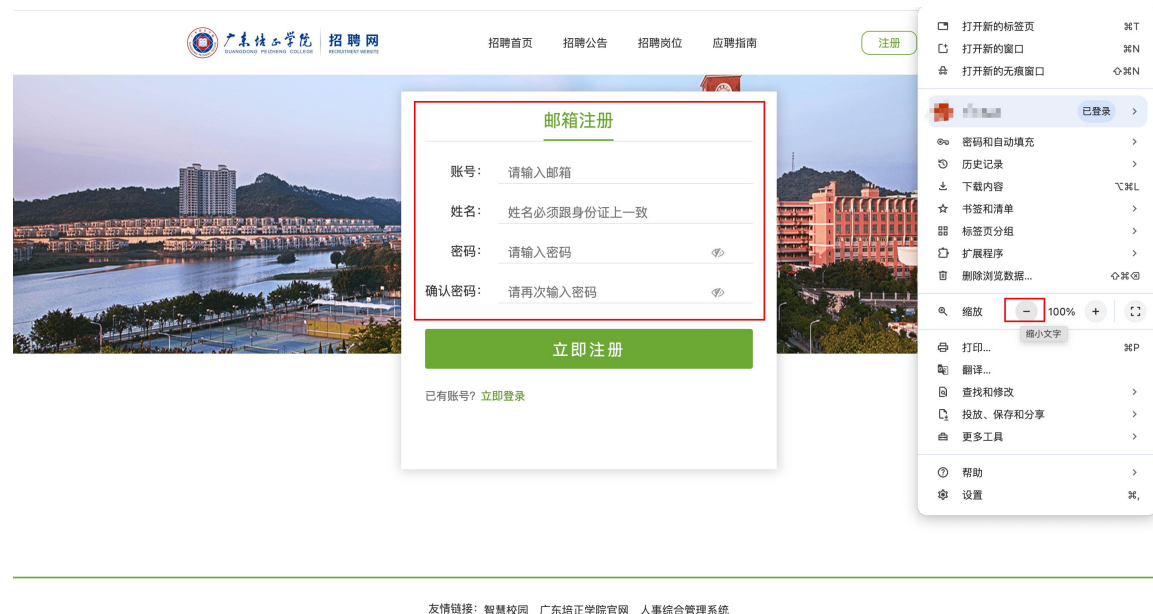 广东培正学院 招聘网
GUANGDONG PEIZHENG COLLEGE RECRUITMENT WEBSITE
招聘首页 招聘公告 招聘岗位 应聘指南
注册
邮箱注册
账号： 请输入邮箱
姓名： 姓名必须跟身份证上一致
密码： 请输入密码
确认密码： 请再次输入密码
立即注册
已有账号？立即登录
打开新的标签页 ⌘T
打开新的窗口 ⌘N
打开新的无痕窗口 ⇧⌘N
已登录
密码和自动填充
历史记录
下载内容 ⌥⌘L
书签和清单
标签页分组
扩展程序
删除浏览数据... ⇧⌘⌫
缩放 − 100% +
缩小文字
打印... ⌘P
翻译...
查找和修改
投放、保存和分享
更多工具
帮助
设置 ⌘,
友情链接： 智慧校园 广东培正学院官网 人事综合管理系统